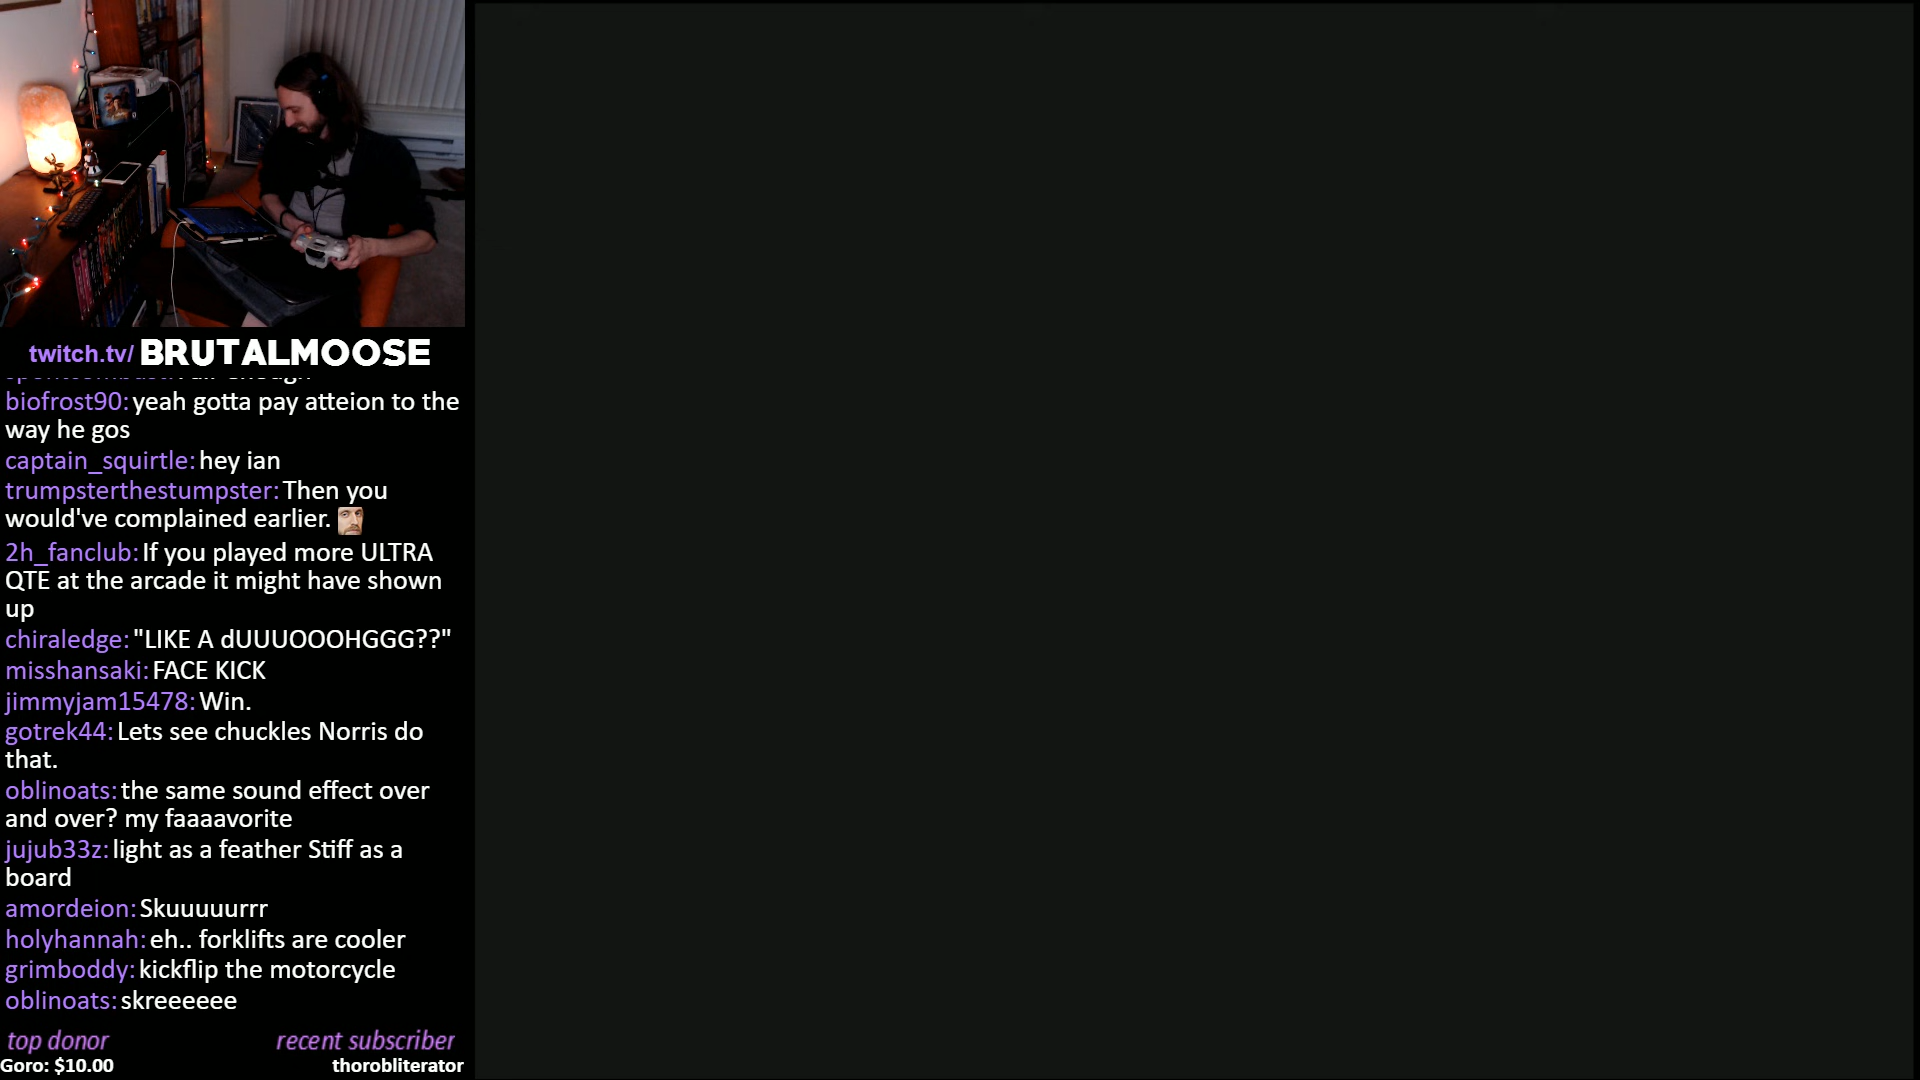 twitch.tv/ BRUTALMOOSE
biofrost90: yeah gotta pay atteion to the
way he gos
captain_squirtle: hey ian
trumpsterthestumpster: Then you
would've complained earlier.
2h_fanclub: If you played more ULTRA
QTE at the arcade it might have shown
up
chiraledge: "LIKE A dUUUOOOHGGG??"
misshansaki: FACE KICK
jimmyjam15478: Win.
gotrek44: Lets see chuckles Norris do
that.
oblinoats: the same sound effect over
and over? my faaaavorite
jujub33z: light as a feather Stiff as a
board
amordeion: Skuuuuurrr
holyhannah: eh.. forklifts are cooler
grimboddy: kickflip the motorcycle
oblinoats: skreeeeee
top donor recent subscriber
Goro: $10.00 thorobliterator